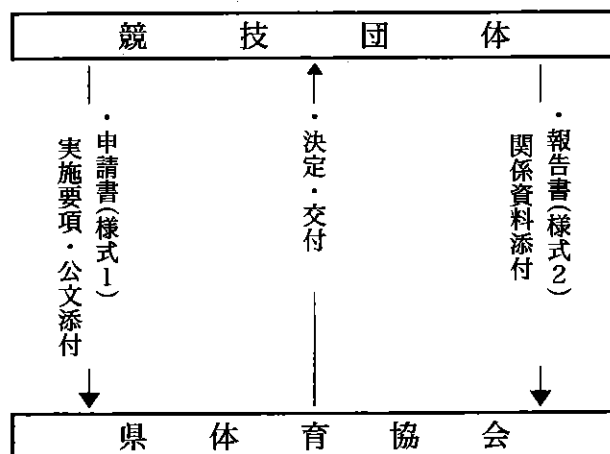 競技団体
・申請書(様式1)
実施要項・公文添付
・決定・交付
・報告書(様式2)
関係資料添付
県体育協会